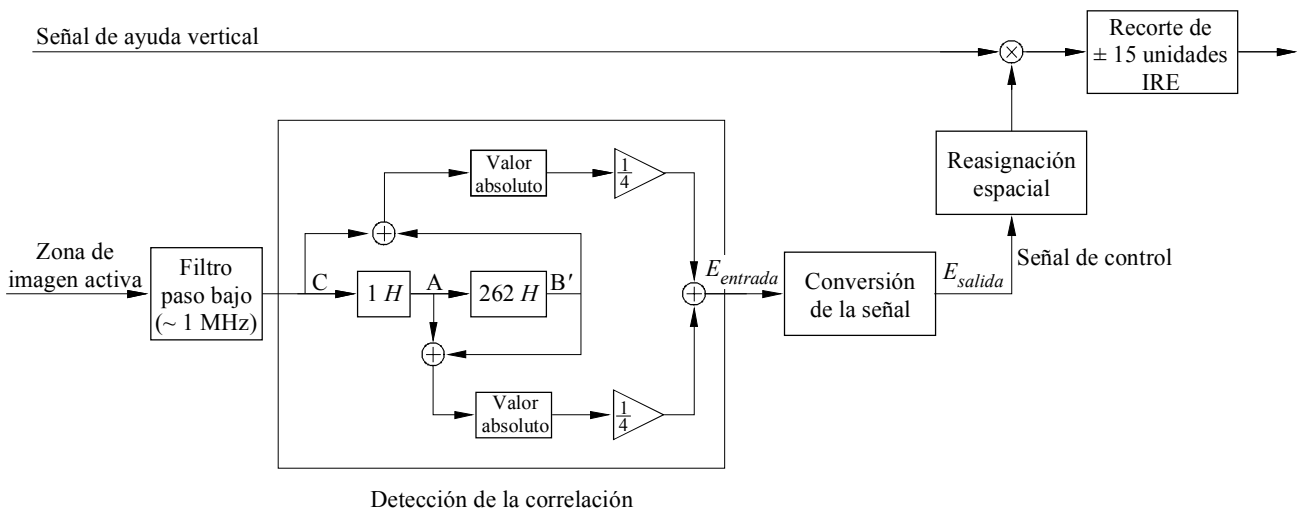 Señal de ayuda vertical
Recorte de
± 15 unidades
IRE
Valor
absoluto
1
4
Reasignación
espacial
Zona de
imagen activa
Filtro
paso bajo
(~ 1 MHz)
C
1 H
A
262 H
B′
E entrada
Conversión
de la señal
E salida
Señal de control
Valor
absoluto
1
4
Detección de la correlación